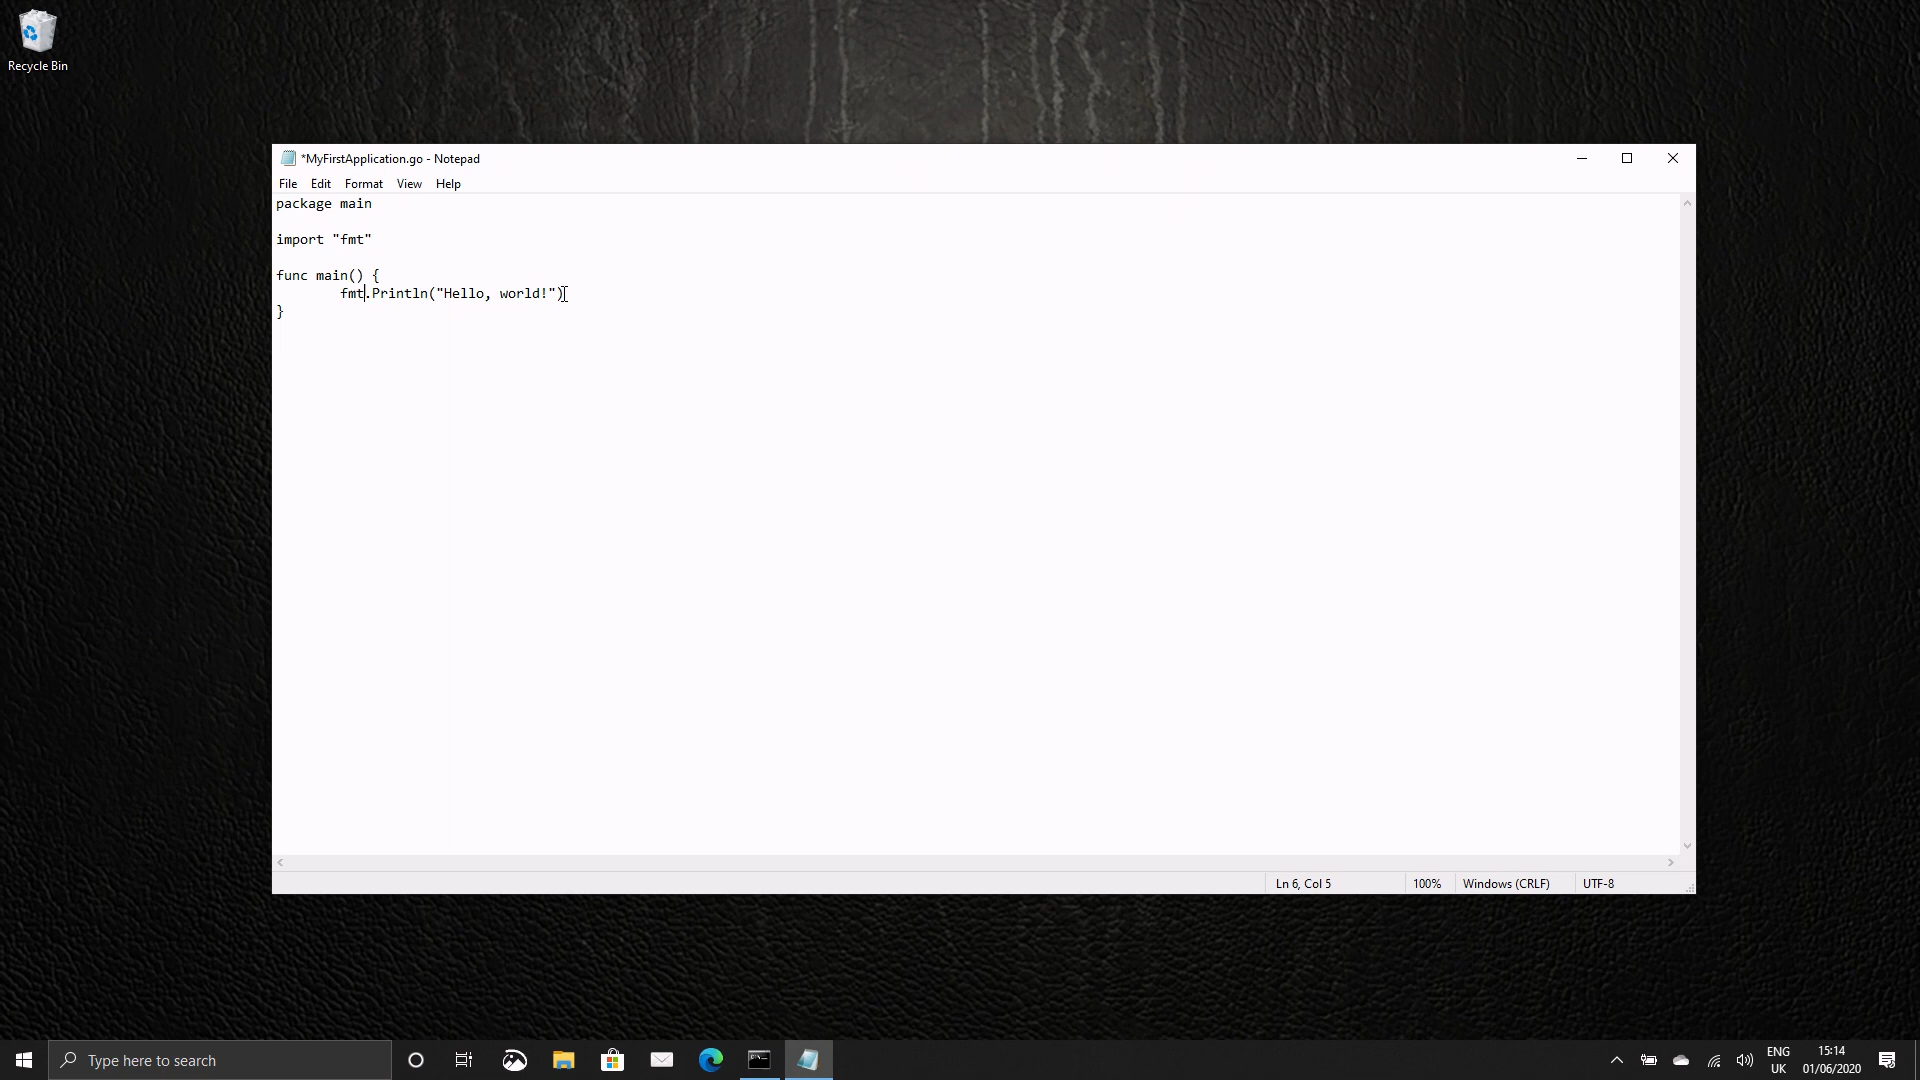 Recycle Bin
*MyFirstApplication.go - Notepad
File Edit Format View Help
package main
import "fmt"
func main() {
fmt.Println("Hello, world!")
}
Ln 6, Col 5 100% Windows (CRLF) UTF-8
Type here to search
ENG
UK
15:14
01/06/2020